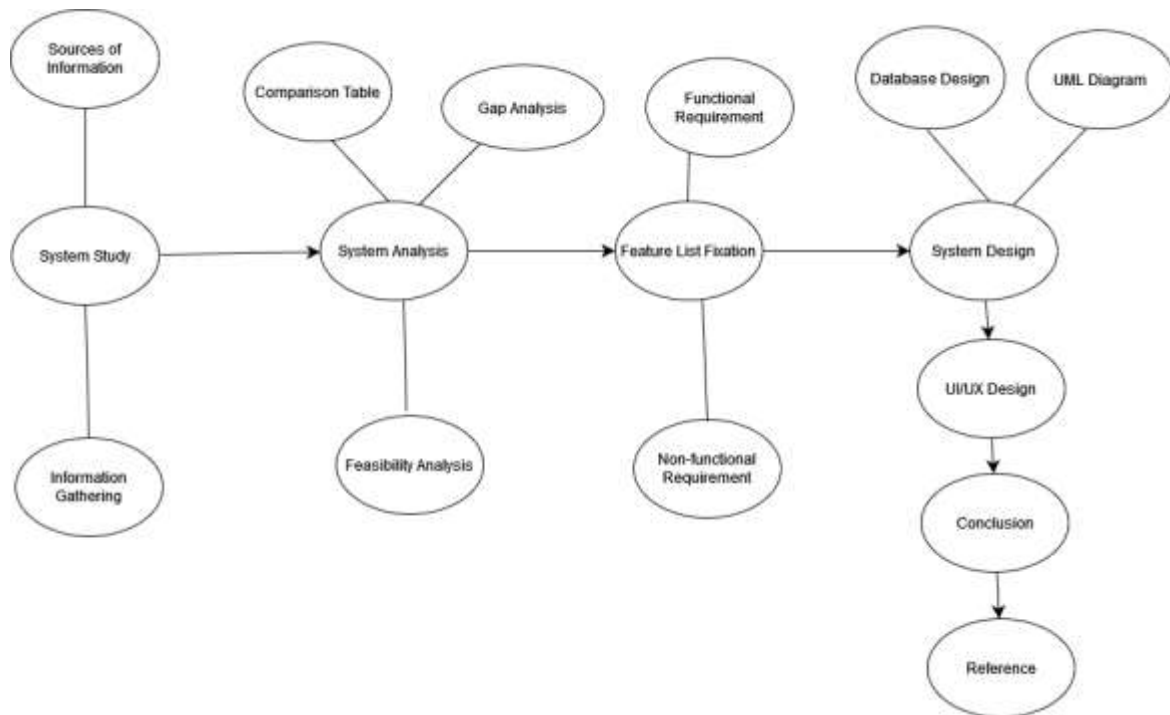 Sources of
Information
Comparison Table
Gap Analysis
Functional
Requirement
Database Design
UML Diagram
System Study
System Analysis
Feature List Fixation
System Design
UI/UX Design
Information
Gathering
Feasibility Analysis
Non-functional
Requirement
Conclusion
Reference